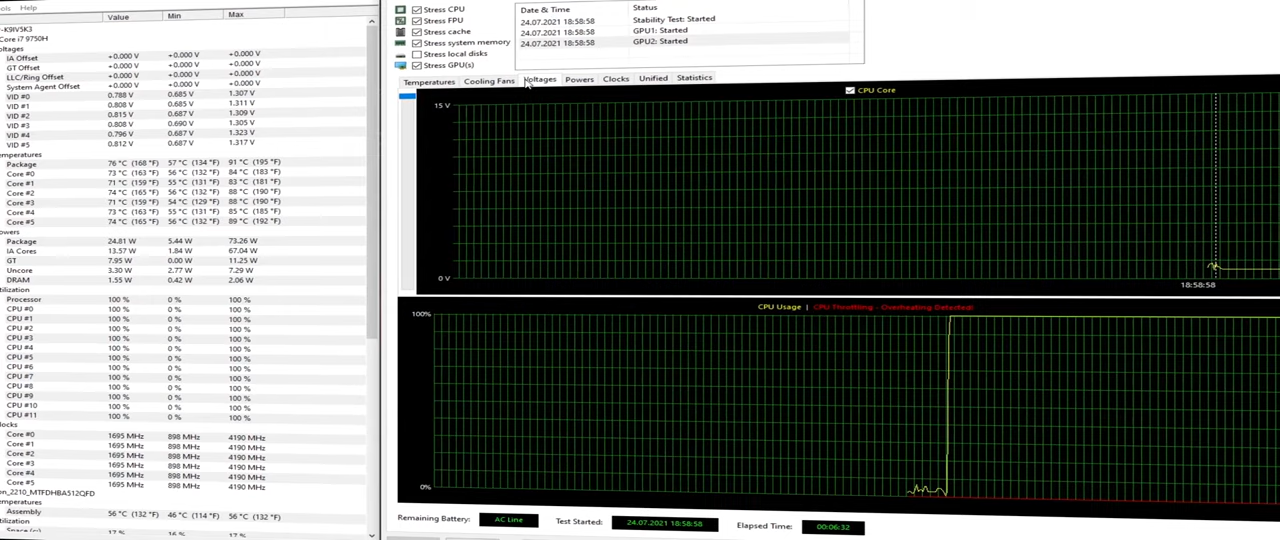 ols Help
Value Min Max
-K9IV5K3
Core i7 9750H
oltages
IA Offset +0.000 V +0.000 V +0.000 V
GT Offset +0.000 V +0.000 V +0.000 V
LLC/Ring Offset +0.000 V +0.000 V +0.000 V
System Agent Offset +0.000 V +0.000 V +0.000 V
VID #0 0.788 V 0.685 V 1.307 V
VID #1 0.808 V 0.685 V 1.311 V
VID #2 0.815 V 0.687 V 1.309 V
VID #3 0.808 V 0.690 V 1.305 V
VID #4 0.796 V 0.687 V 1.323 V
VID #5 0.812 V 0.687 V 1.317 V
emperatures
Package 76 °C (168 °F) 57 °C (134 °F) 91 °C (195 °F)
Core #0 73 °C (163 °F) 56 °C (132 °F) 84 °C (183 °F)
Core #1 71 °C (159 °F) 55 °C (131 °F) 83 °C (181 °F)
Core #2 74 °C (165 °F) 56 °C (132 °F) 88 °C (190 °F)
Core #3 71 °C (159 °F) 54 °C (129 °F) 88 °C (190 °F)
Core #4 73 °C (163 °F) 55 °C (131 °F) 85 °C (185 °F)
Core #5 74 °C (165 °F) 56 °C (132 °F) 89 °C (192 °F)
owers
Package 24.81 W 5.44 W 73.26 W
IA Cores 13.57 W 1.84 W 67.04 W
GT 7.95 W 0.00 W 11.25 W
Uncore 3.30 W 2.77 W 7.29 W
DRAM 1.55 W 0.42 W 2.06 W
tilization
Processor 100 % 0 % 100 %
CPU #0 100 % 0 % 100 %
CPU #1 100 % 0 % 100 %
CPU #2 100 % 0 % 100 %
CPU #3 100 % 0 % 100 %
CPU #4 100 % 0 % 100 %
CPU #5 100 % 0 % 100 %
CPU #6 100 % 0 % 100 %
CPU #7 100 % 0 % 100 %
CPU #8 100 % 0 % 100 %
CPU #9 100 % 0 % 100 %
CPU #10 100 % 0 % 100 %
CPU #11 100 % 0 % 100 %
locks
Core #0 1695 MHz 898 MHz 4190 MHz
Core #1 1695 MHz 898 MHz 4190 MHz
Core #2 1695 MHz 898 MHz 4190 MHz
Core #3 1695 MHz 898 MHz 4190 MHz
Core #4 1695 MHz 898 MHz 4190 MHz
Core #5 1695 MHz 898 MHz 4190 MHz
on_2210_MTFDHBA512QFD
emperatures
Assembly 56 °C (132 °F) 46 °C (114 °F) 56 °C (132 °F)
tilization
17 % 16 % 17 %
Stress CPU
Stress FPU
Stress cache
Stress system memory
Stress local disks
Stress GPU(s)
Date & Time Status
24.07.2021 18:58:58 Stability Test: Started
24.07.2021 18:58:58 GPU1: Started
24.07.2021 18:58:58 GPU2: Started
Temperatures Cooling Fans Voltages Powers Clocks Unified Statistics
CPU Core
15 V
0 V
18:58:58
CPU Usage | CPU Throttling - Overheating Detected!
100%
0%
Remaining Battery: AC Line Test Started: 24.07.2021 18:58:58 Elapsed Time: 00:06:32